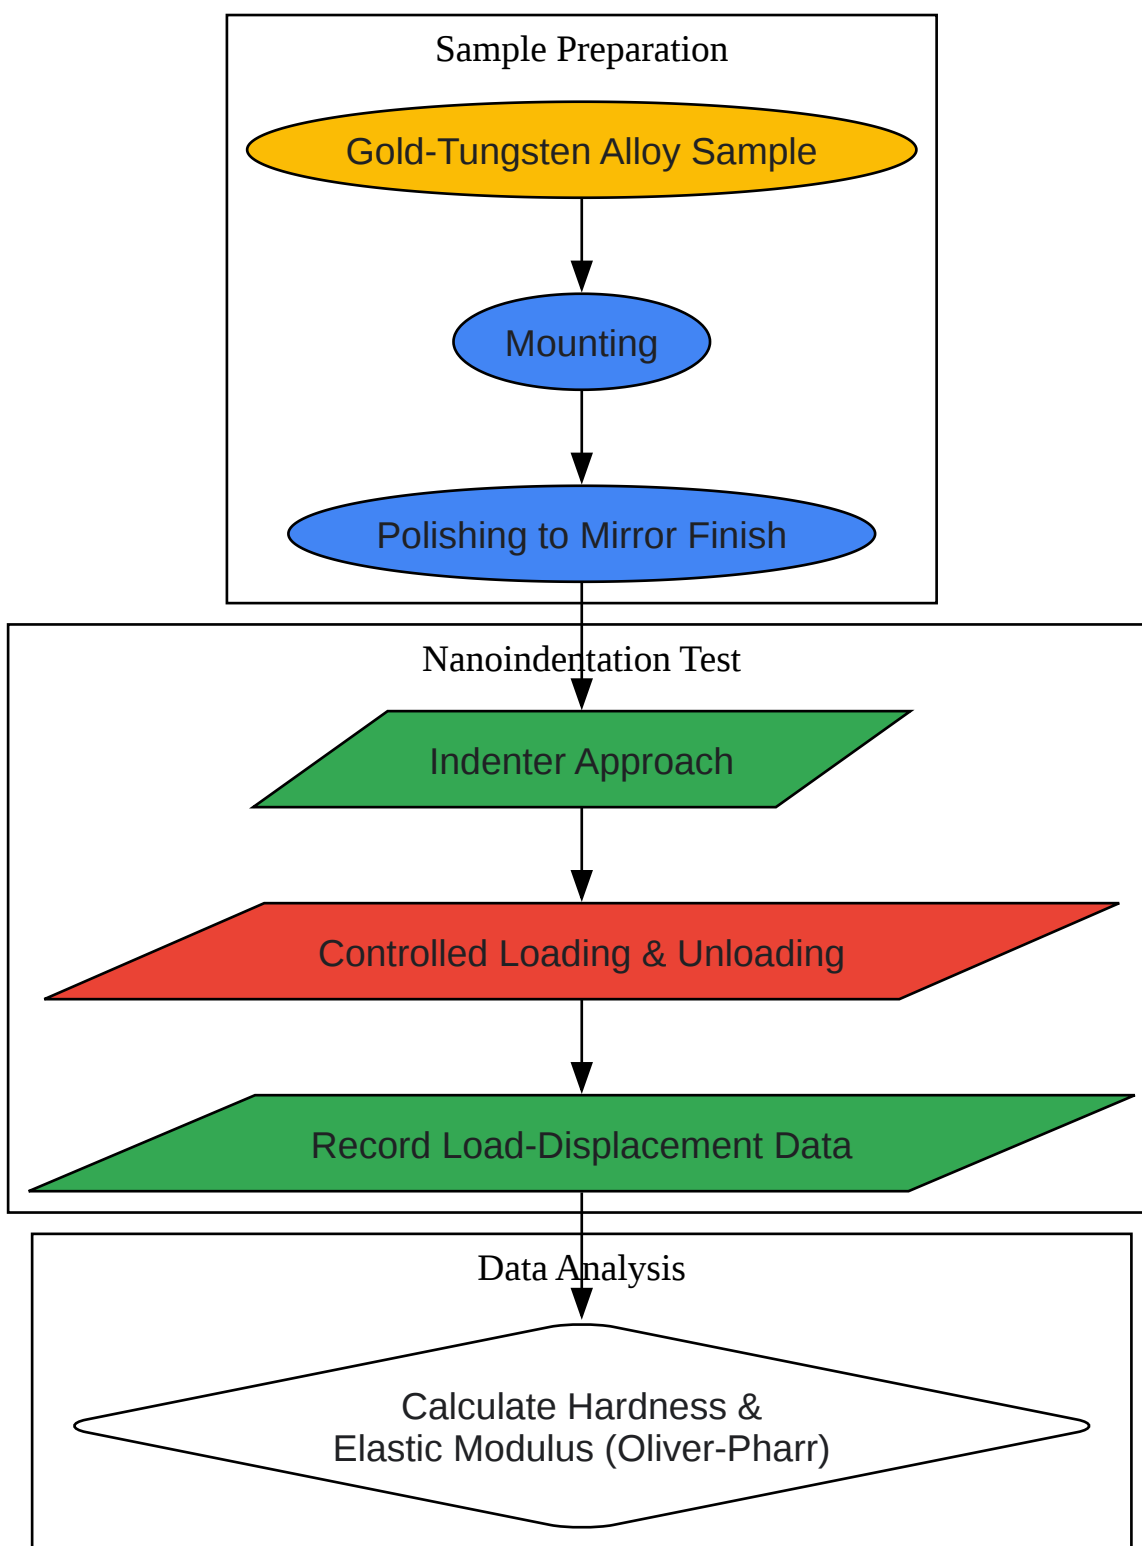 Sample Preparation
Gold-Tungsten Alloy Sample
Mounting
Polishing to Mirror Finish
Nanoindentation Test
Indenter Approach
Controlled Loading & Unloading
Record Load-Displacement Data
Data Analysis
Calculate Hardness &
Elastic Modulus (Oliver-Pharr)